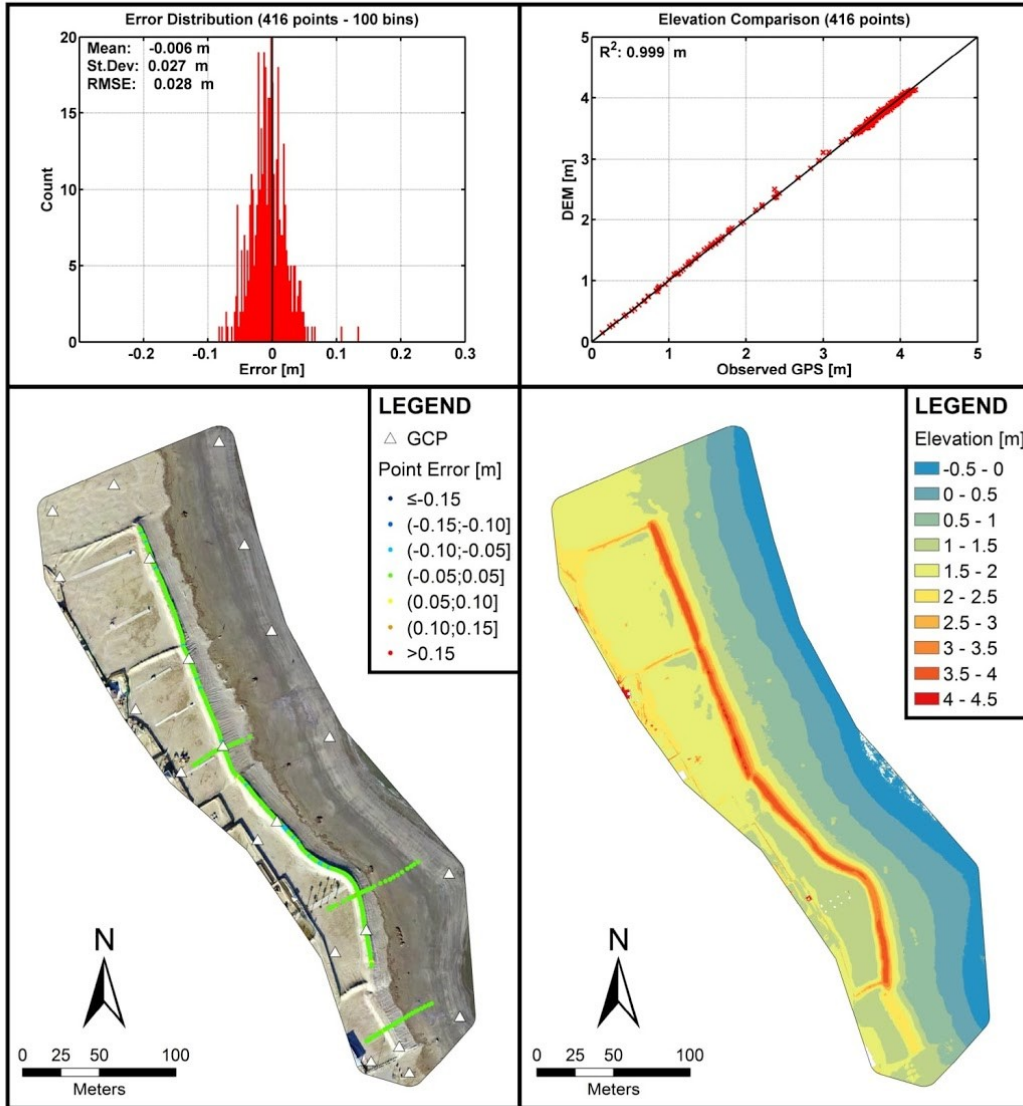 Error Distribution (416 points - 100 bins)
Mean: -0.006 m
St.Dev: 0.027 m
RMSE: 0.028 m
20
15
10
5
0
Count
-0.2 -0.1 0 0.1 0.2 0.3
Error [m]
Elevation Comparison (416 points)
R²: 0.999 m
5
4
3
2
1
0
DEM [m]
0 1 2 3 4 5
Observed GPS [m]
LEGEND
GCP
Point Error [m]
≤-0.15
(-0.15;-0.10]
(-0.10;-0.05]
(-0.05;0.05]
(0.05;0.10]
(0.10;0.15]
>0.15
N
0 25 50 100
Meters
LEGEND
Elevation [m]
-0.5 - 0
0 - 0.5
0.5 - 1
1 - 1.5
1.5 - 2
2 - 2.5
2.5 - 3
3 - 3.5
3.5 - 4
4 - 4.5
N
0 25 50 100
Meters